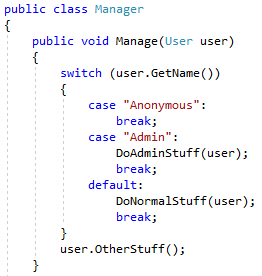 public class Manager
{
    public void Manage(User user)
    {
        switch (user.GetName())
        {
            case "Anonymous":
                break;
            case "Admin":
                DoAdminStuff(user);
                break;
            default:
                DoNormalStuff(user);
                break;
        }
        user.OtherStuff();
    }